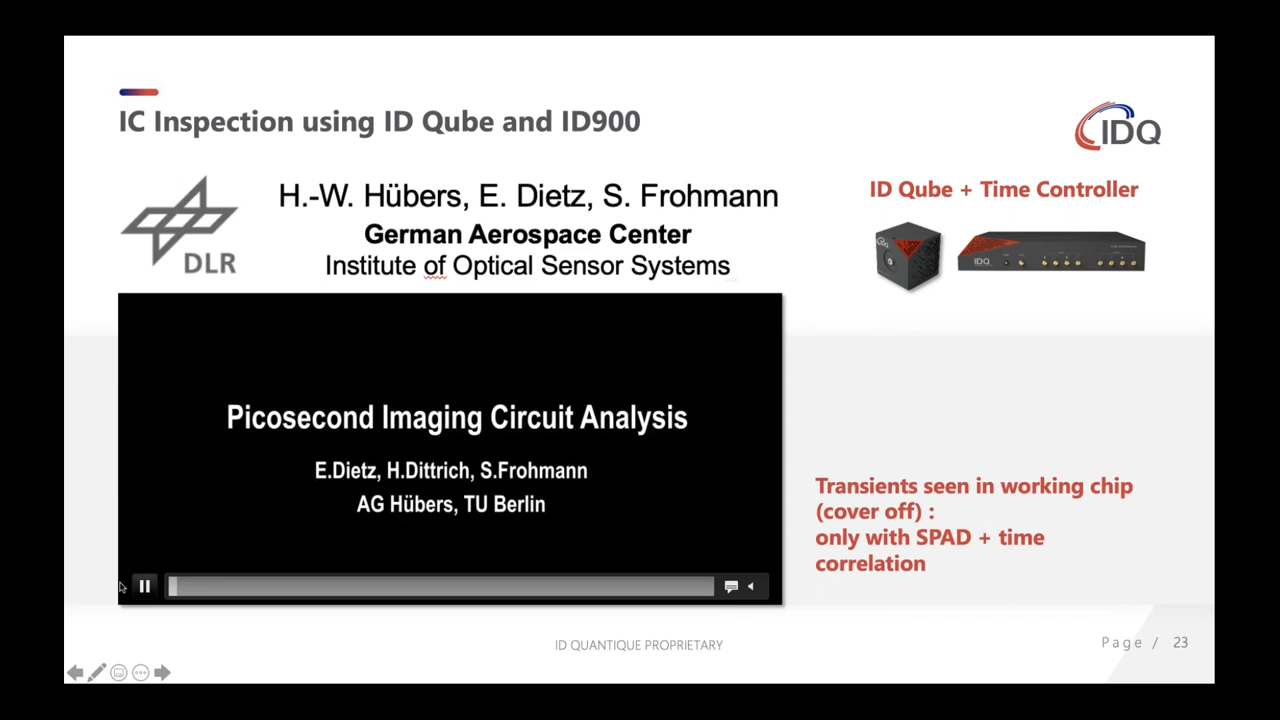 IC Inspection using ID Qube and ID900
IDQ
DLR
H.-W. Hübers, E. Dietz, S. Frohmann
German Aerospace Center
Institute of Optical Sensor Systems
ID Qube + Time Controller
IDQ
IDQ
Picosecond Imaging Circuit Analysis
E.Dietz, H.Dittrich, S.Frohmann
AG Hübers, TU Berlin
Transients seen in working chip
(cover off) :
only with SPAD + time
correlation
ID QUANTIQUE PROPRIETARY
Page / 23